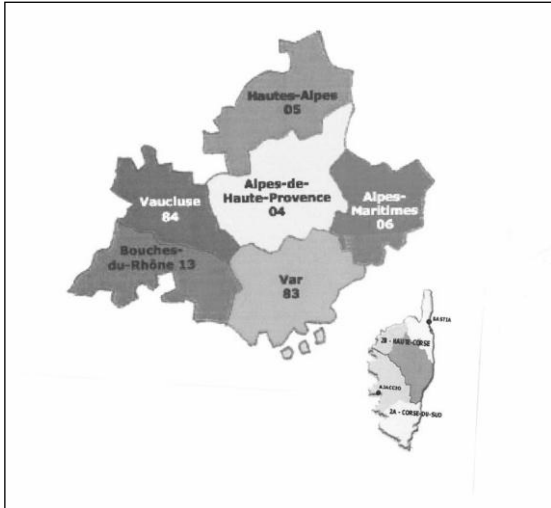 Hautes-Alpes
05
Alpes-de-
Haute-Provence
04
Vaucluse
84
Alpes-
Maritimes
06
Bouches-
du-Rhône 13
Var
83
BASTIA
2B - HAUTE-CORSE
AJACCIO
2A - CORSE-DU-SUD